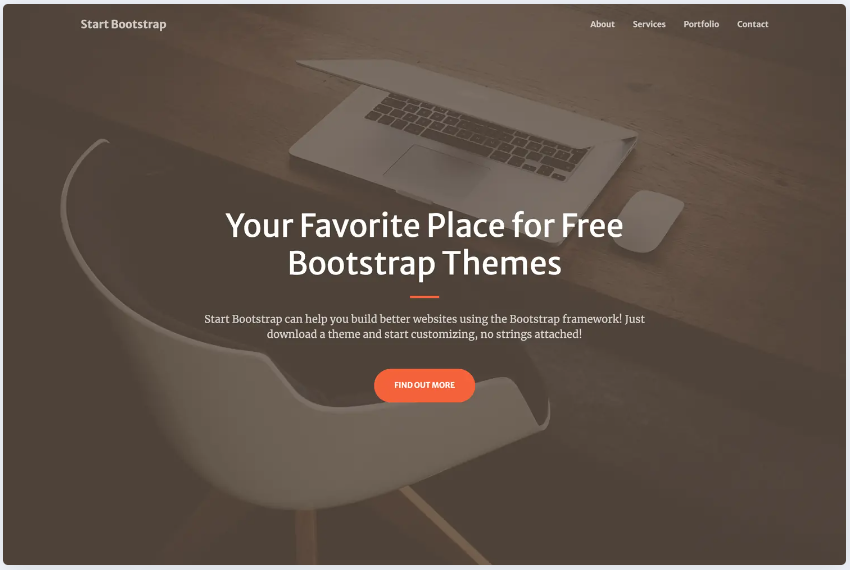 Start Bootstrap
About Services Portfolio Contact
Your Favorite Place for Free
Bootstrap Themes
Start Bootstrap can help you build better websites using the Bootstrap framework! Just
download a theme and start customizing, no strings attached!
FIND OUT MORE